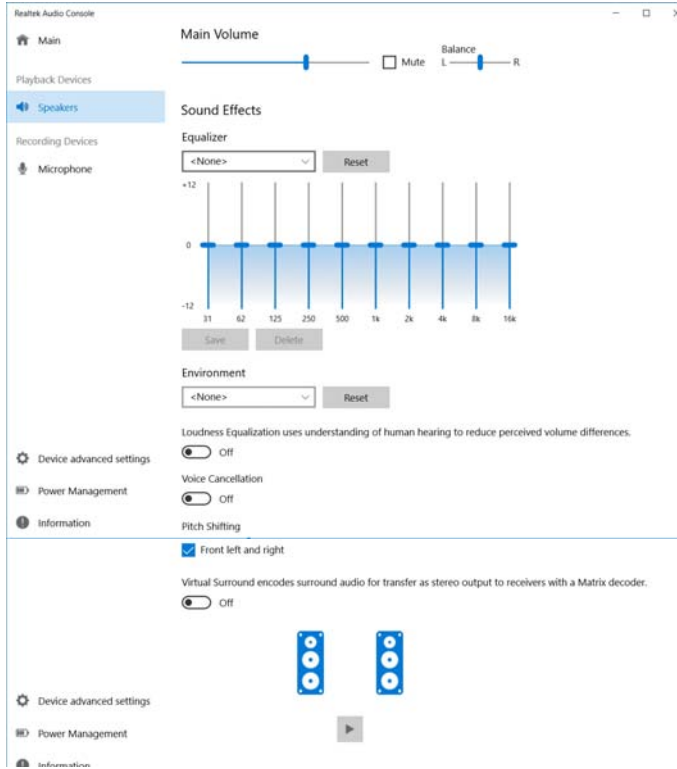 Realtek Audio Console
Main
Playback Devices
Speakers
Recording Devices
Microphone
Device advanced settings
Power Management
Information
Main Volume
Mute
Balance
L R
Sound Effects
Equalizer
<None> Reset
+12
0
-12
31 62 125 250 500 1k 2k 4k 8k 16k
Save Delete
Environment
<None> Reset
Loudness Equalization uses understanding of human hearing to reduce perceived volume differences.
Off
Voice Cancellation
Off
Pitch Shifting
Front left and right
Virtual Surround encodes surround audio for transfer as stereo output to receivers with a Matrix decoder.
Off
Device advanced settings
Power Management
Information